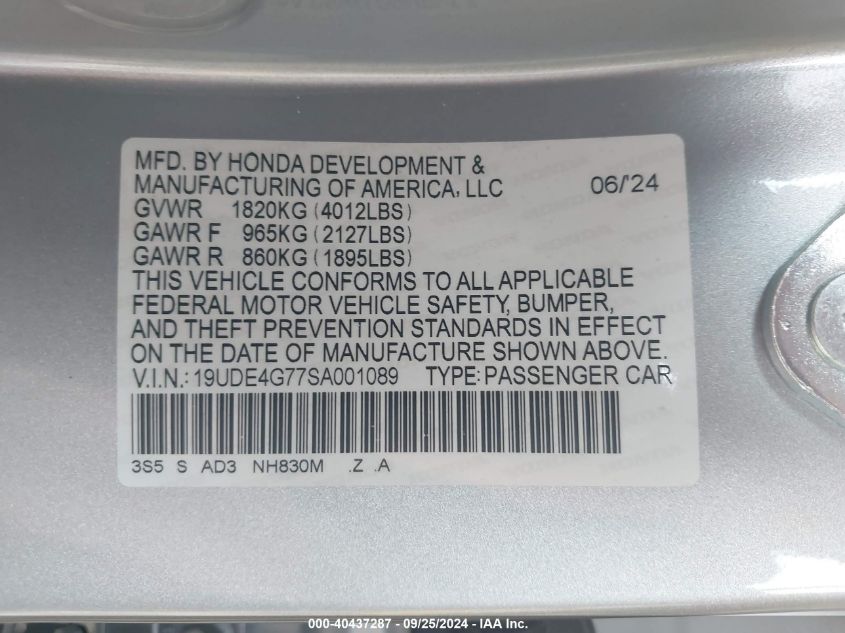 MFD. BY HONDA DEVELOPMENT &
MANUFACTURING OF AMERICA, LLC 06/'24
GVWR 1820KG (4012LBS)
GAWR F 965KG (2127LBS)
GAWR R 860KG (1895LBS)
THIS VEHICLE CONFORMS TO ALL APPLICABLE
FEDERAL MOTOR VEHICLE SAFETY, BUMPER,
AND THEFT PREVENTION STANDARDS IN EFFECT
ON THE DATE OF MANUFACTURE SHOWN ABOVE.
V.I.N.: 19UDE4G77SA001089 TYPE: PASSENGER CAR
3S5 S AD3 NH830M .Z .A
000-40437287 - 09/25/2024 - IAA Inc.